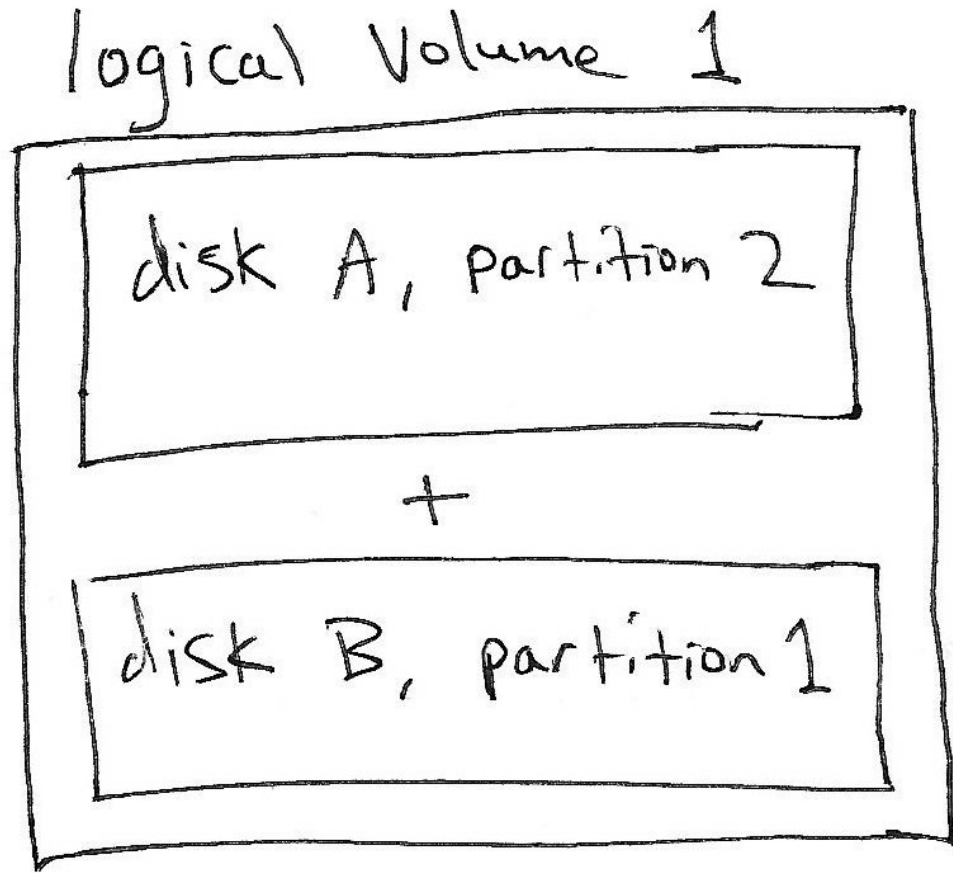 logical Volume 1
disk A, partition 2
+
disk B, partition 1